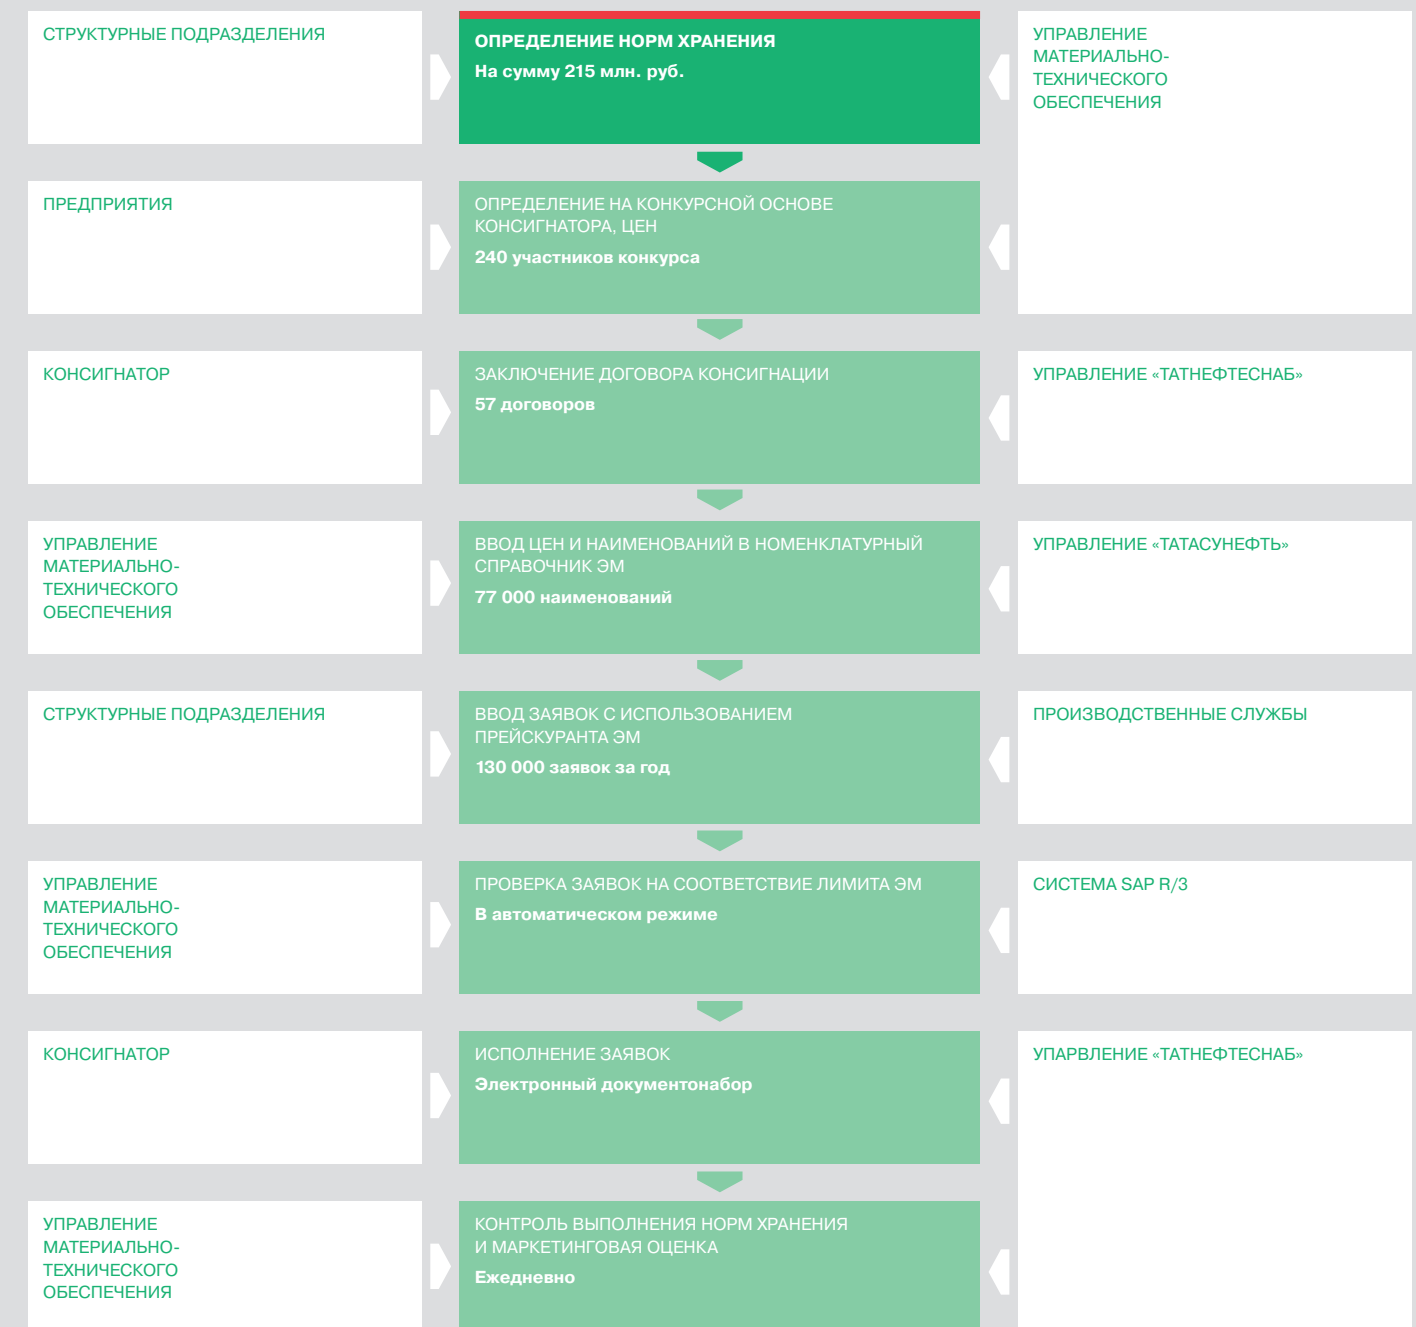 СТРУКТУРНЫЕ ПОДРАЗДЕЛЕНИЯ
ОПРЕДЕЛЕНИЕ НОРМ ХРАНЕНИЯ
На сумму 215 млн. руб.
УПРАВЛЕНИЕ
МАТЕРИАЛЬНО-
ТЕХНИЧЕСКОГО
ОБЕСПЕЧЕНИЯ
ПРЕДПРИЯТИЯ
ОПРЕДЕЛЕНИЕ НА КОНКУРСНОЙ ОСНОВЕ
КОНСИГНАТОРА, ЦЕН
240 участников конкурса
КОНСИГНАТОР
ЗАКЛЮЧЕНИЕ ДОГОВОРА КОНСИГНАЦИИ
57 договоров
УПРАВЛЕНИЕ «ТАТНЕФТЕСНАБ»
УПРАВЛЕНИЕ
МАТЕРИАЛЬНО-
ТЕХНИЧЕСКОГО
ОБЕСПЕЧЕНИЯ
ВВОД ЦЕН И НАИМЕНОВАНИЙ В НОМЕНКЛАТУРНЫЙ
СПРАВОЧНИК ЭМ
77 000 наименований
УПРАВЛЕНИЕ «ТАТАСУНЕФТЬ»
СТРУКТУРНЫЕ ПОДРАЗДЕЛЕНИЯ
ВВОД ЗАЯВОК С ИСПОЛЬЗОВАНИЕМ
ПРЕЙСКУРАНТА ЭМ
130 000 заявок за год
ПРОИЗВОДСТВЕННЫЕ СЛУЖБЫ
УПРАВЛЕНИЕ
МАТЕРИАЛЬНО-
ТЕХНИЧЕСКОГО
ОБЕСПЕЧЕНИЯ
ПРОВЕРКА ЗАЯВОК НА СООТВЕТСТВИЕ ЛИМИТА ЭМ
В автоматическом режиме
СИСТЕМА SAP R/3
КОНСИГНАТОР
ИСПОЛНЕНИЕ ЗАЯВОК
Электронный документонабор
УПАРВЛЕНИЕ «ТАТНЕФТЕСНАБ»
УПРАВЛЕНИЕ
МАТЕРИАЛЬНО-
ТЕХНИЧЕСКОГО
ОБЕСПЕЧЕНИЯ
КОНТРОЛЬ ВЫПОЛНЕНИЯ НОРМ ХРАНЕНИЯ
И МАРКЕТИНГОВАЯ ОЦЕНКА
Ежедневно